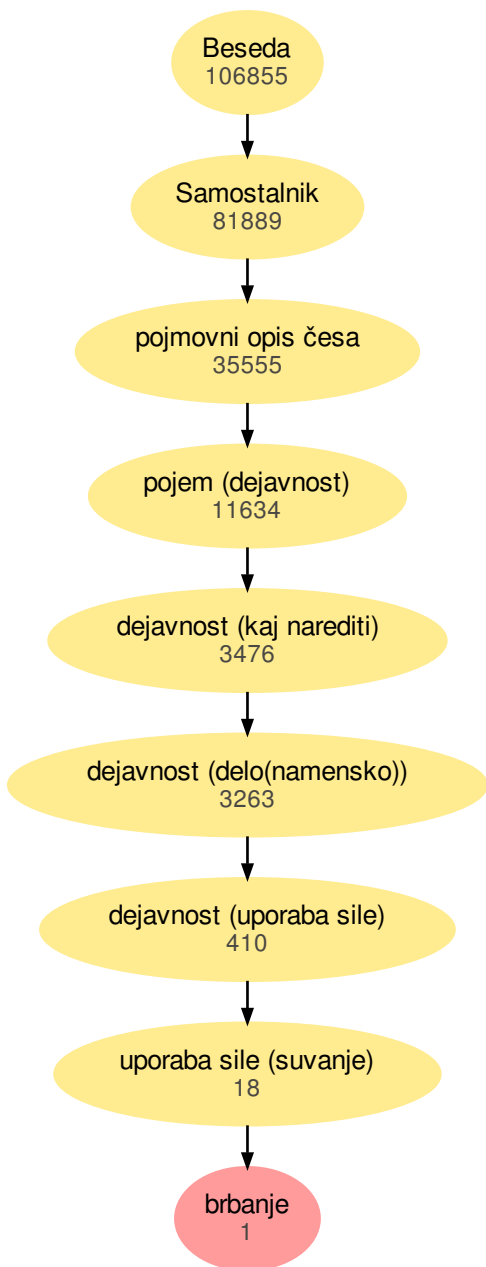 Beseda
106855
Samostalnik
81889
pojmovni opis česa
35555
pojem (dejavnost)
11634
dejavnost (kaj narediti)
3476
dejavnost (delo(namensko))
3263
dejavnost (uporaba sile)
410
uporaba sile (suvanje)
18
brbanje
1